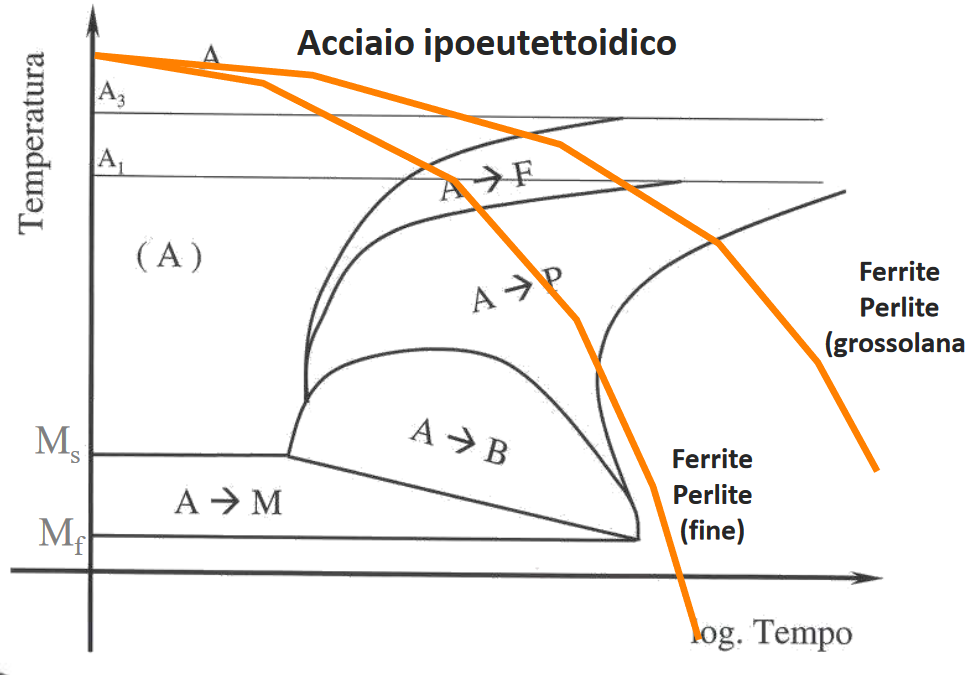 Acciaio ipoeutettoidico
Temperatura
A
A3
A1
A → F
( A )
A → P
Ferrite
Perlite
(grossolana
A → B
Ms
A → M
Mf
Ferrite
Perlite
(fine)
log. Tempo